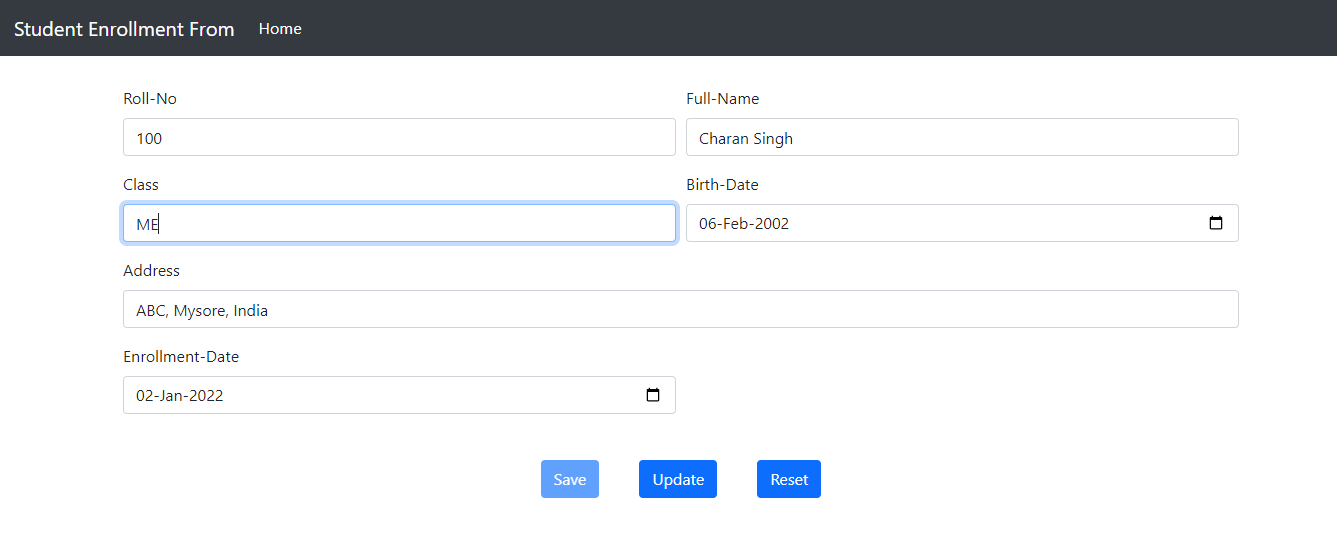 Student Enrollment From Home
Roll-No Full-Name
100 Charan Singh
Class Birth-Date
ME 06-Feb-2002
Address
ABC, Mysore, India
Enrollment-Date
02-Jan-2022
Save Update Reset